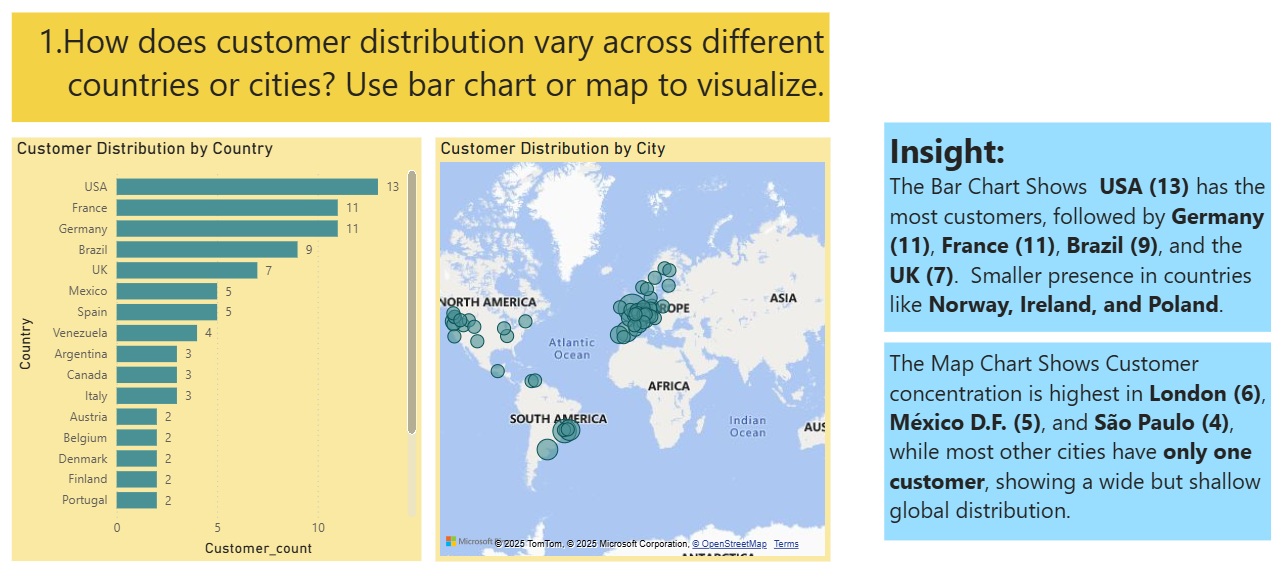 1.How does customer distribution vary across different
countries or cities? Use bar chart or map to visualize.
Customer Distribution by Country
Country
USA 13
France 11
Germany 11
Brazil 9
UK 7
Mexico 5
Spain 5
Venezuela 4
Argentina 3
Canada 3
Italy 3
Austria 2
Belgium 2
Denmark 2
Finland 2
Portugal 2
0 5 10
Customer_count
Customer Distribution by City
NORTH AMERICA
ROPE
ASIA
Atlantic
Ocean
AFRICA
SOUTH AMERICA
Indian
Ocean
AUS
Microsoft
© 2025 TomTom, © 2025 Microsoft Corporation, © OpenStreetMap Terms
ANTARCTICA
Insight:
The Bar Chart Shows USA (13) has the
most customers, followed by Germany
(11), France (11), Brazil (9), and the
UK (7). Smaller presence in countries
like Norway, Ireland, and Poland.
The Map Chart Shows Customer
concentration is highest in London (6),
México D.F. (5), and São Paulo (4),
while most other cities have only one
customer, showing a wide but shallow
global distribution.